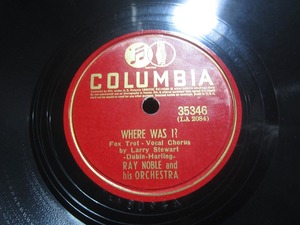 COLUMBIA
35346
(LA 2084)
WHERE WAS I?
Fox Trot - Vocal Chorus
by Larry Stewart
-Dubin-Harling-
RAY NOBLE and
his ORCHESTRA